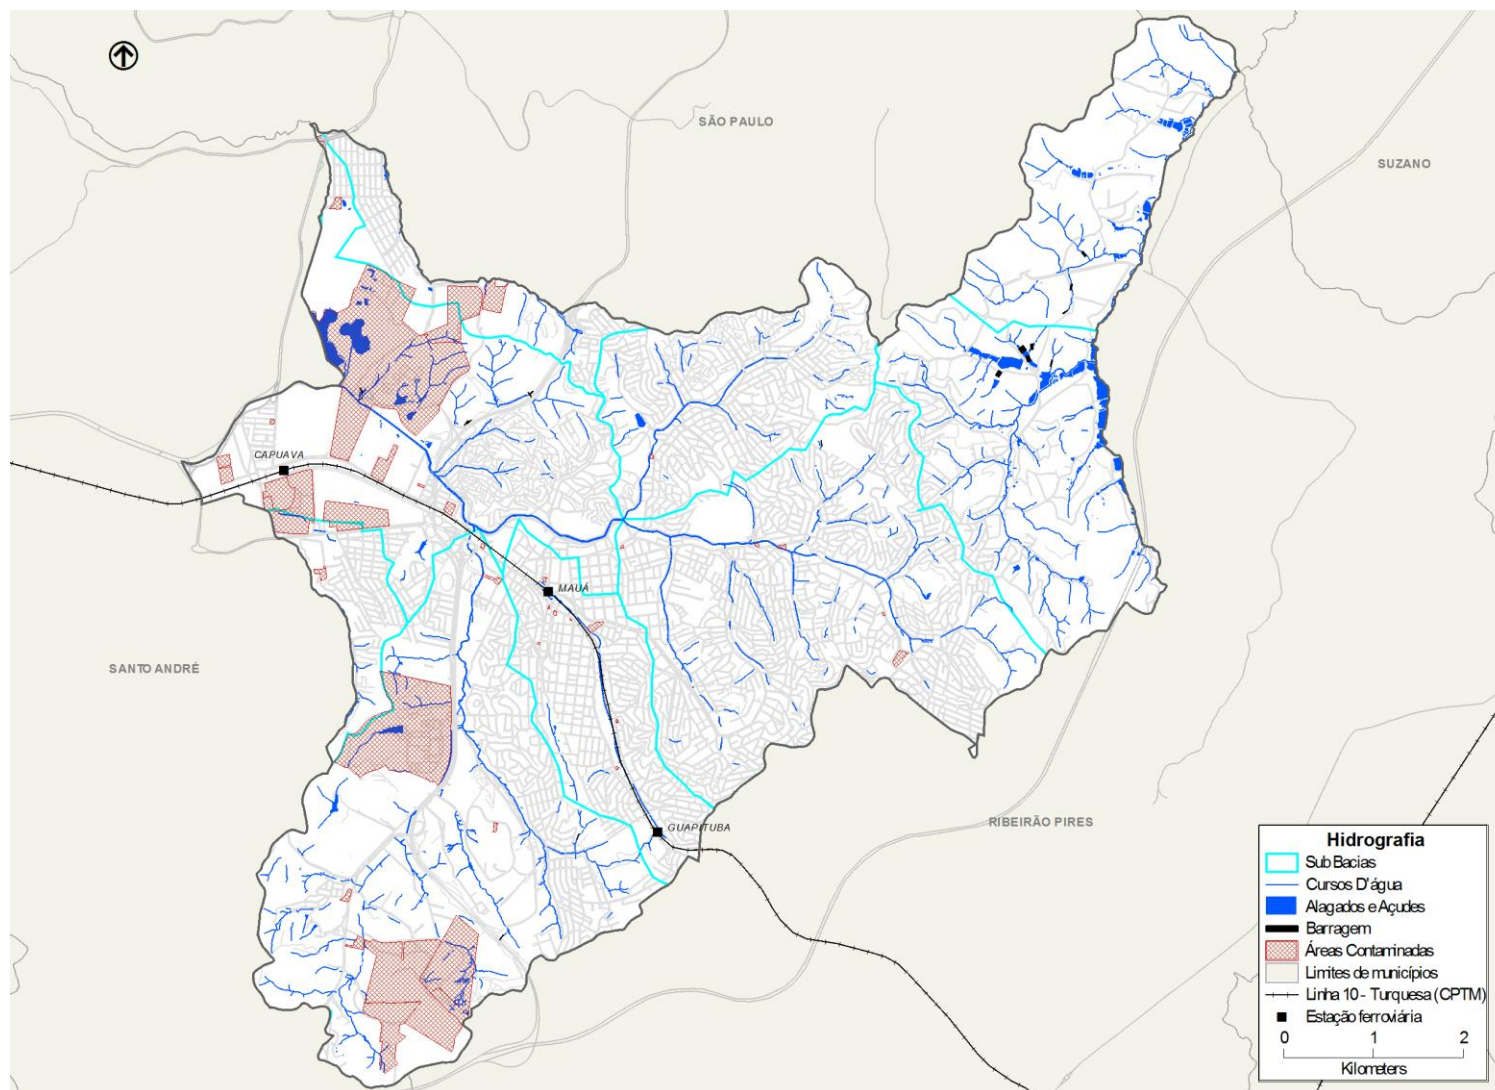 SÃO PAULO
SUZANO
CAPUAVA
MAUÁ
SANTO ANDRÉ
GUAPITUBA
RIBEIRÃO PIRES
Hidrografia
Sub Bacias
Cursos D'água
Alagados e Açudes
Barragem
Áreas Contaminadas
Limites de municípios
Linha 10 - Turquesa (CPTM)
Estação ferroviária
0 1 2
Kilometers